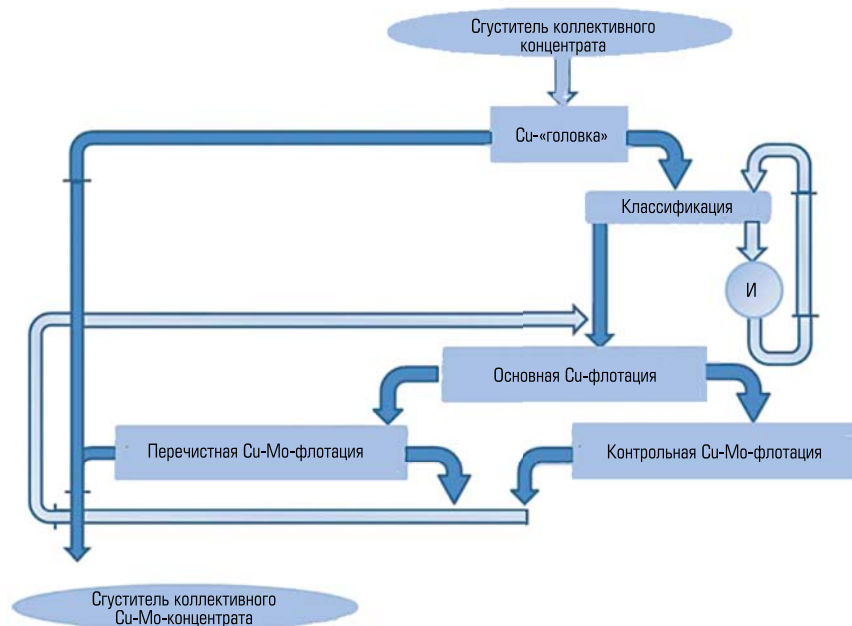 Сгуститель коллективного
концентрата
Cu-«головка»
Классификация
И
Основная Cu-флотация
Перечистная Cu-Mo-флотация
Контрольная Cu-Mo-флотация
Сгуститель коллективного
Cu-Mo-концентрата